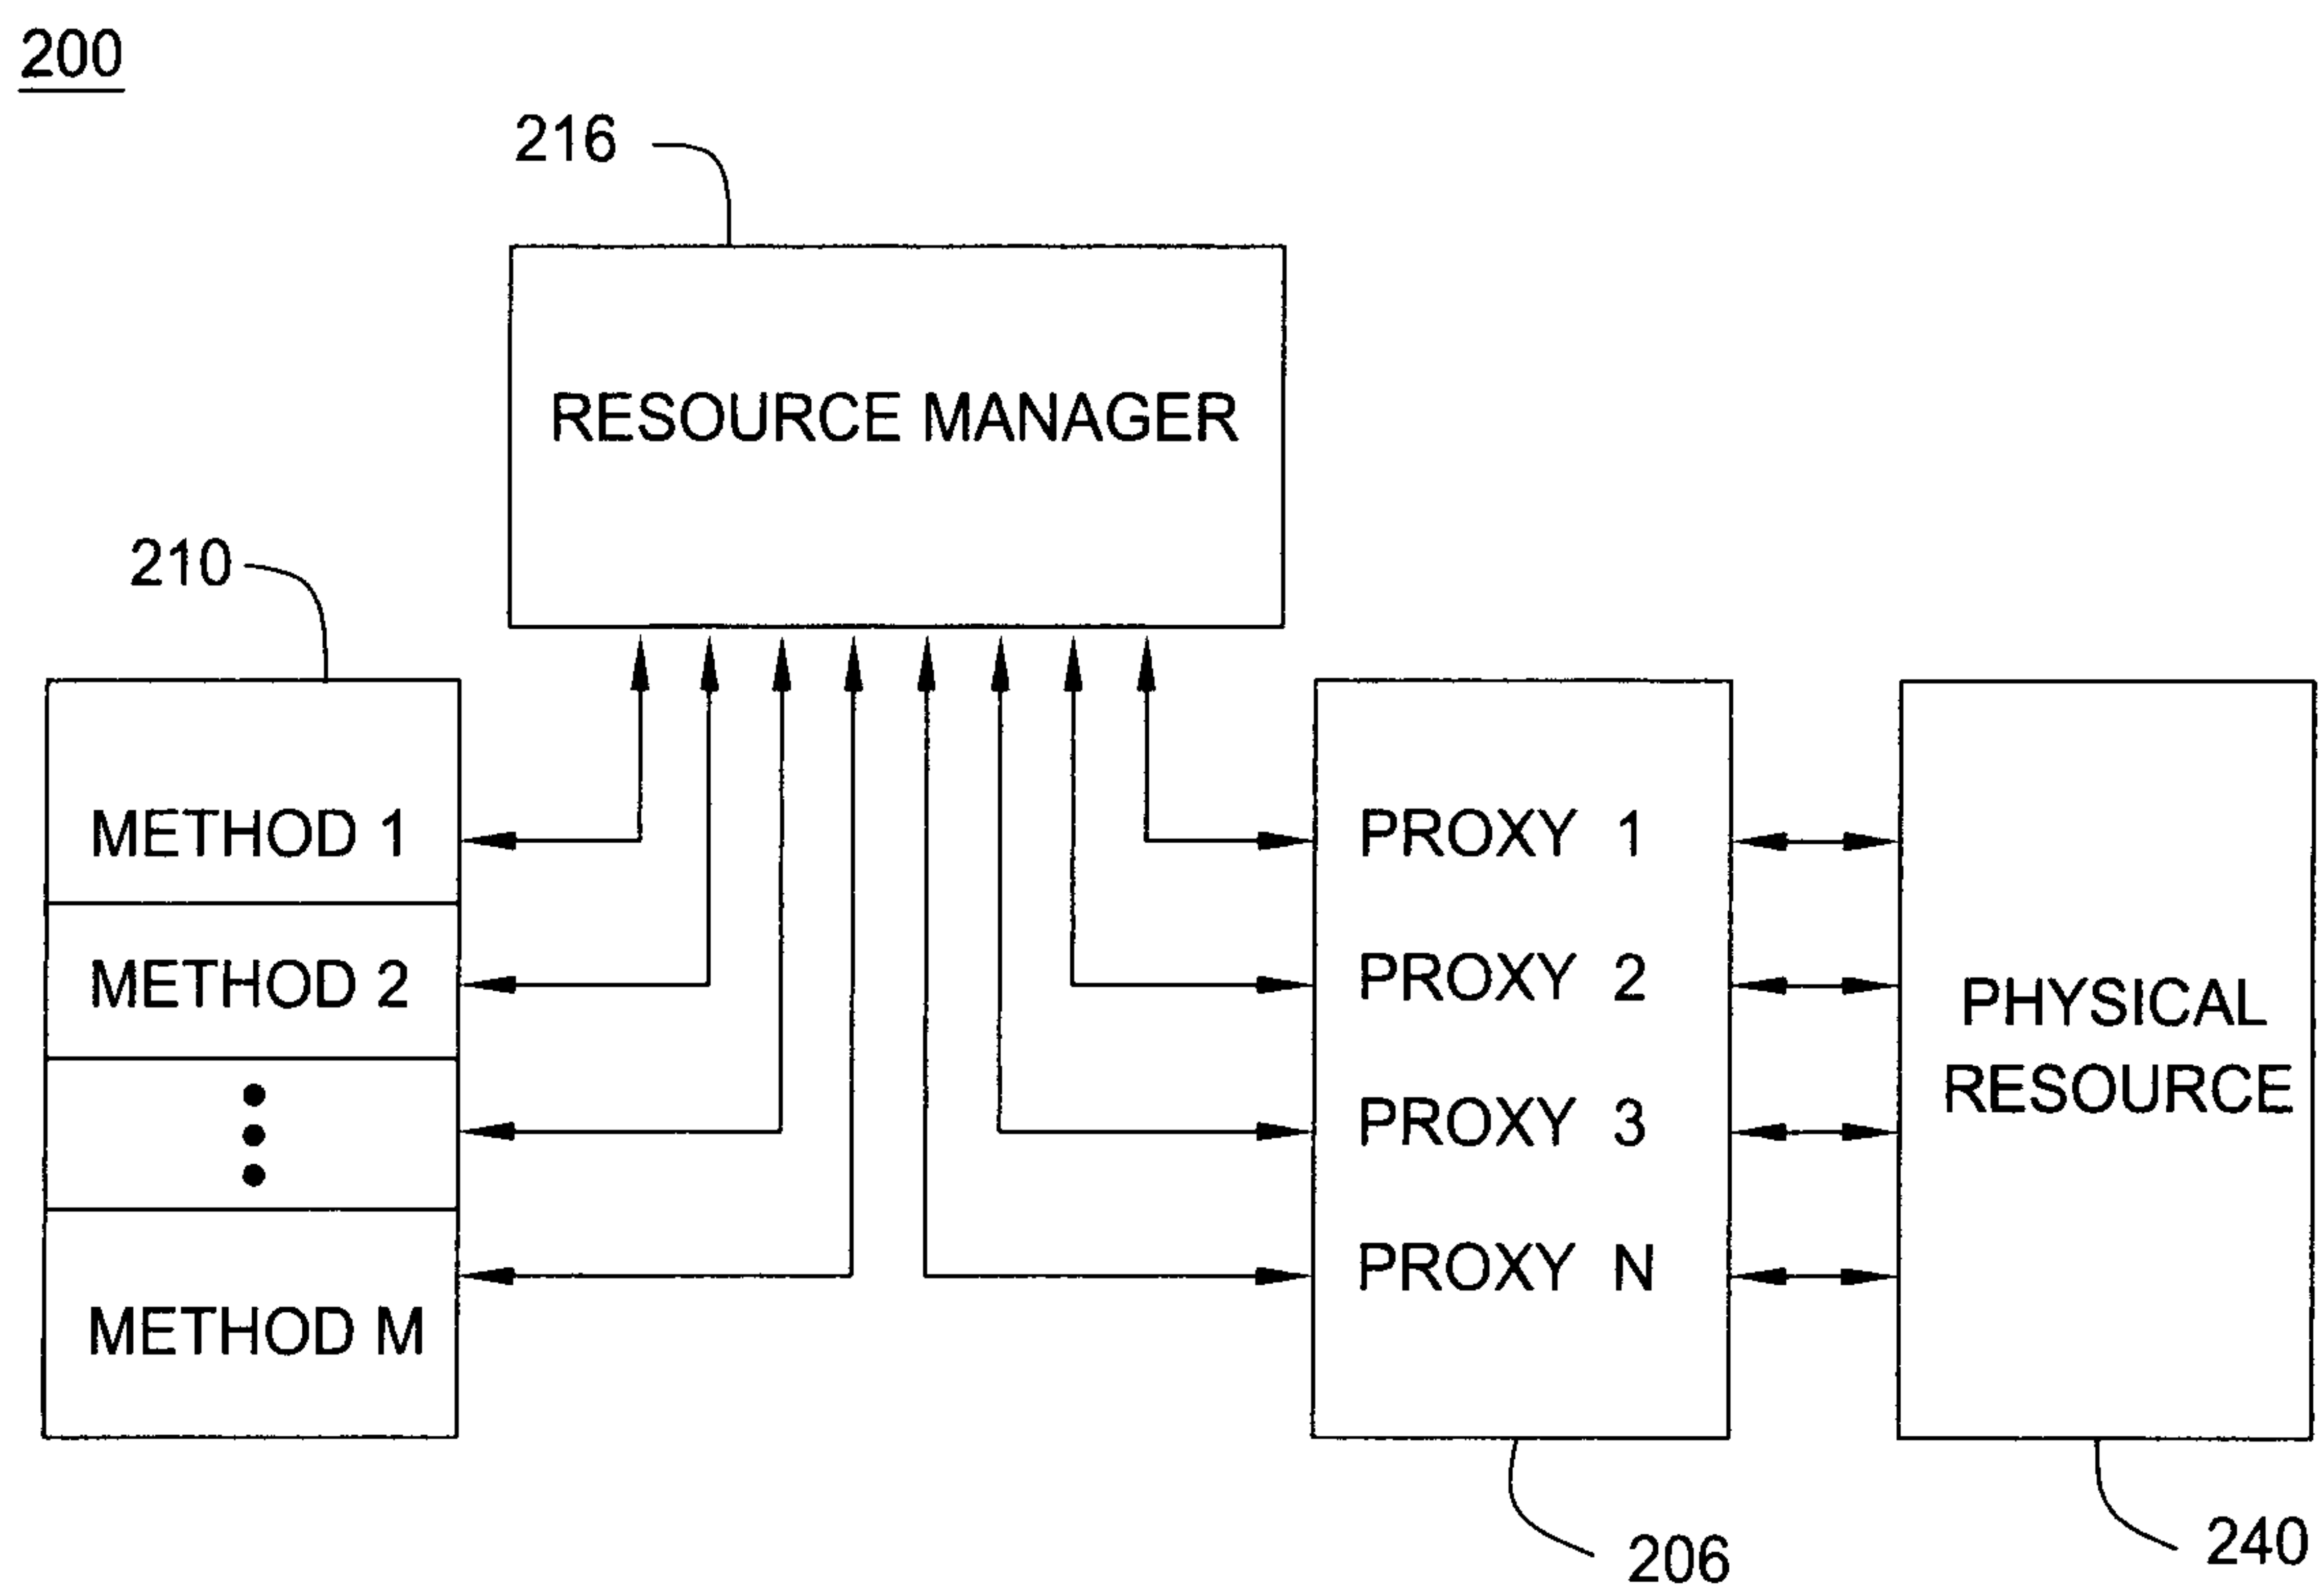 200
216
RESOURCE MANAGER
210
METHOD 1
METHOD 2
METHOD M
PROXY 1
PROXY 2
PROXY 3
PROXY N
PHYSICAL
RESOURCE
206
240